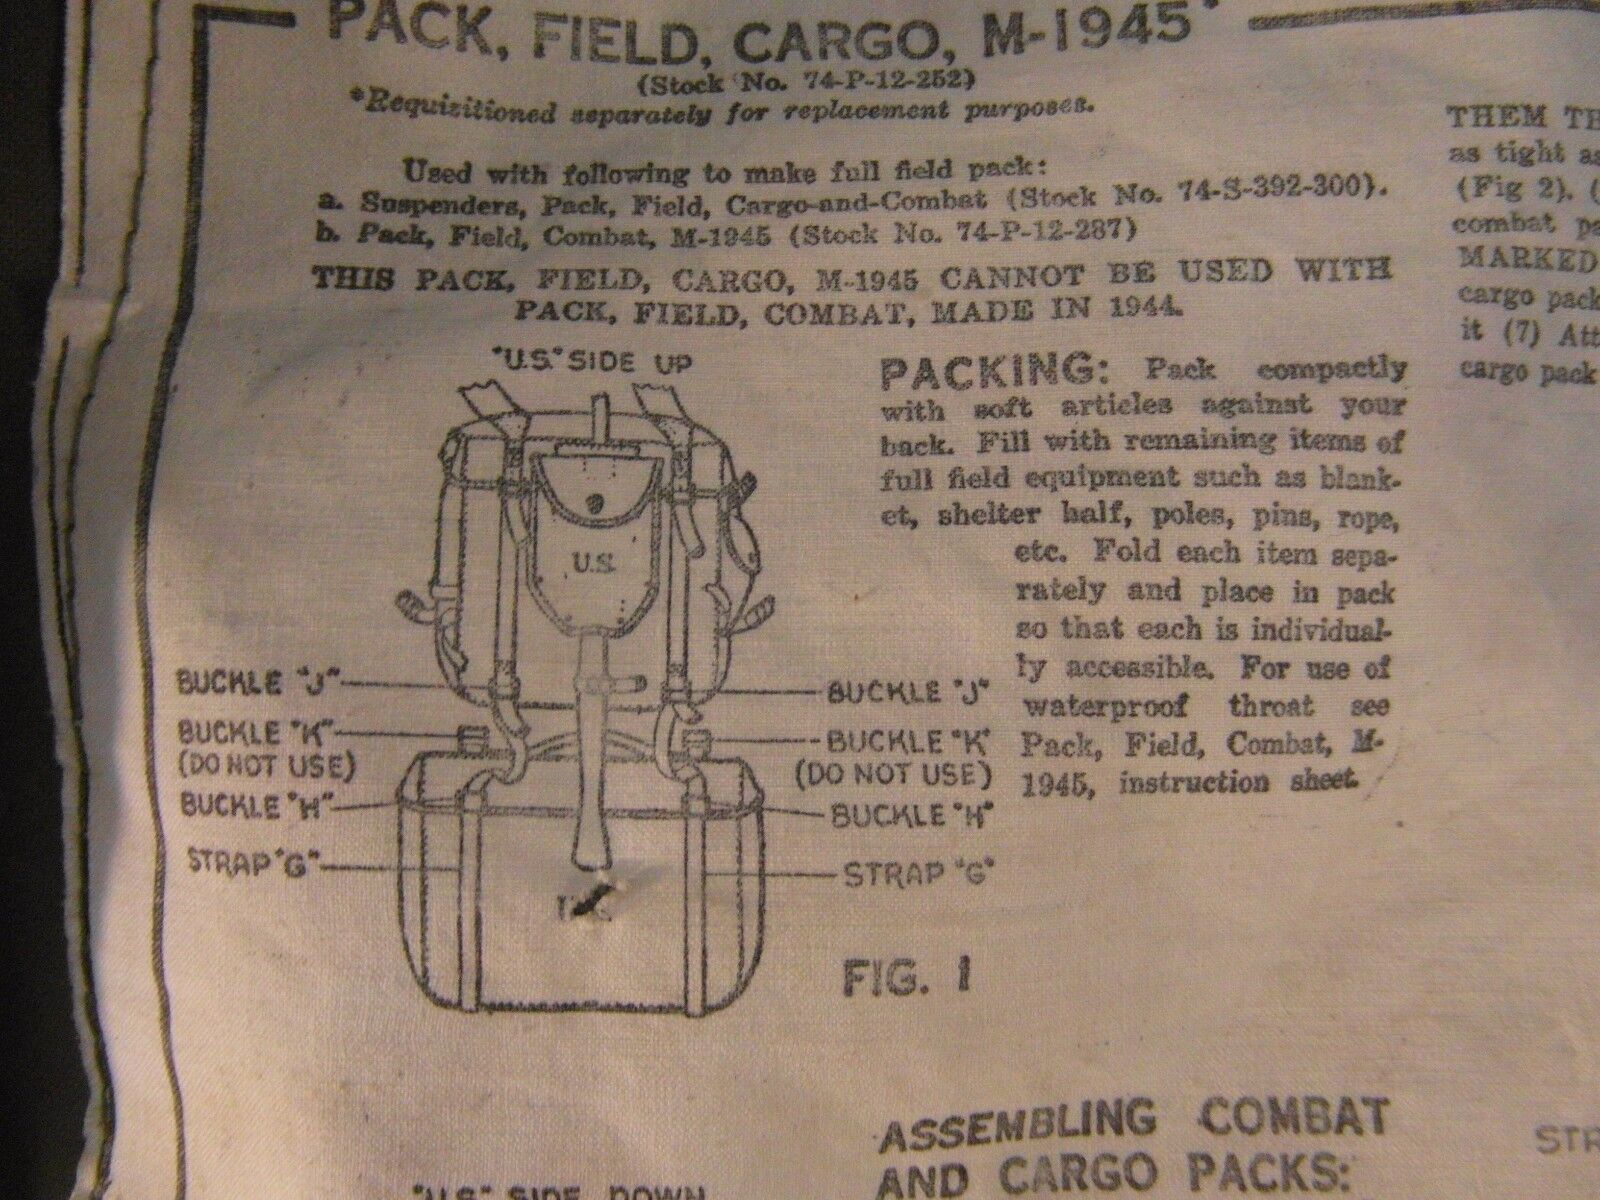 PACK, FIELD, CARGO, M-1945*
(Stock No. 74-P-12-252)
*Requisitioned separately for replacement purposes.
Used with following to make full field pack:
a. Suspenders, Pack, Field, Cargo-and-Combat (Stock No. 74-S-392-300).
b. Pack, Field, Combat, M-1945 (Stock No. 74-P-12-287)
THIS PACK, FIELD, CARGO, M-1945 CANNOT BE USED WITH
PACK, FIELD, COMBAT, MADE IN 1944.
"U.S." SIDE UP
U.S.
BUCKLE "J"
BUCKLE "K"
(DO NOT USE)
BUCKLE "H"
STRAP "G"
BUCKLE "J"
BUCKLE "K"
(DO NOT USE)
BUCKLE "H"
STRAP "G"
FIG. 1
PACKING: Pack compactly
with soft articles against your
back. Fill with remaining items of
full field equipment such as blank-
et, shelter half, poles, pins, rope,
etc. Fold each item sepa-
rately and place in pack
so that each is individual-
ly accessible. For use of
waterproof throat see
Pack, Field, Combat, M-
1945, instruction sheet.
ASSEMBLING COMBAT
AND CARGO PACKS:
"U.S." SIDE DOWN
THEM TH
as tight as
(Fig 2). (
combat pa
MARKED
cargo pack
it (7) Att
cargo pack
STR